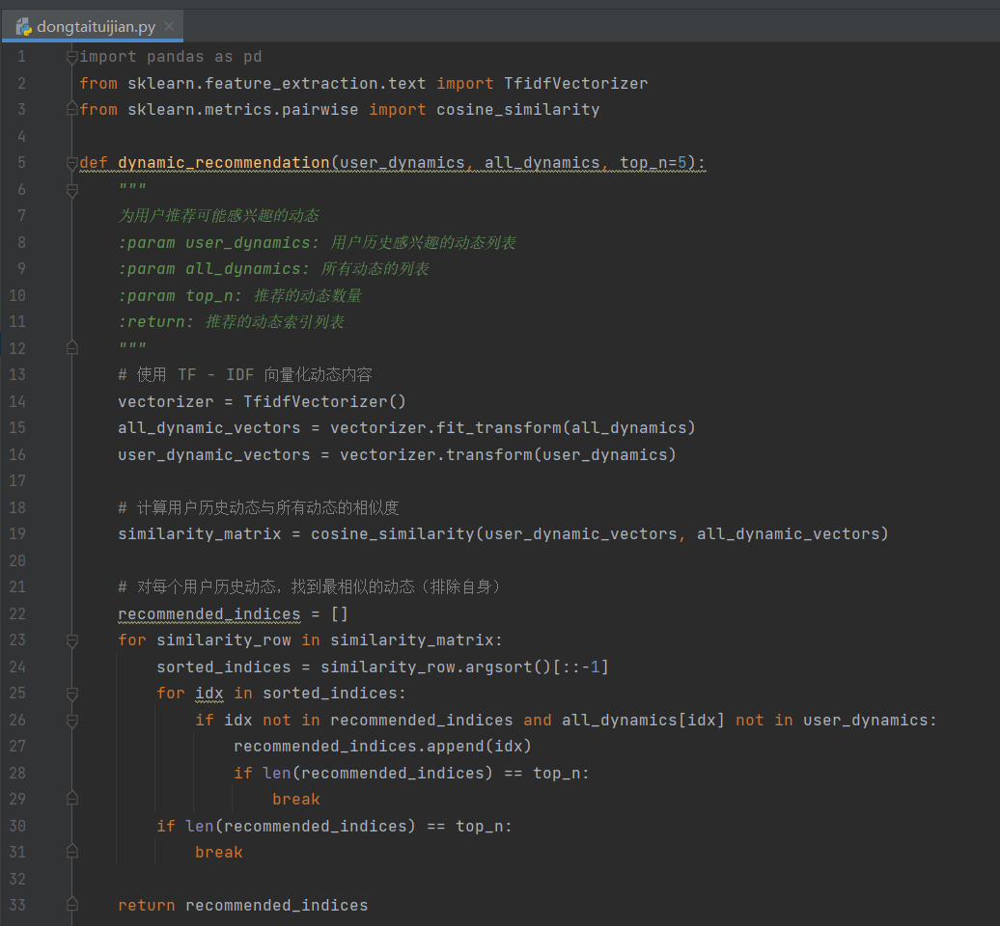 dongtaituijian.py
1 import pandas as pd
2 from sklearn.feature_extraction.text import TfidfVectorizer
3 from sklearn.metrics.pairwise import cosine_similarity
4
5 def dynamic_recommendation(user_dynamics, all_dynamics, top_n=5):
6 """
7 为用户推荐可能感兴趣的动态
8 :param user_dynamics: 用户历史感兴趣的动态列表
9 :param all_dynamics: 所有动态的列表
10 :param top_n: 推荐的动态数量
11 :return: 推荐的动态索引列表
12 """
13 # 使用 TF - IDF 向量化动态内容
14 vectorizer = TfidfVectorizer()
15 all_dynamic_vectors = vectorizer.fit_transform(all_dynamics)
16 user_dynamic_vectors = vectorizer.transform(user_dynamics)
17
18 # 计算用户历史动态与所有动态的相似度
19 similarity_matrix = cosine_similarity(user_dynamic_vectors, all_dynamic_vectors)
20
21 # 对每个用户历史动态，找到最相似的动态（排除自身）
22 recommended_indices = []
23 for similarity_row in similarity_matrix:
24 sorted_indices = similarity_row.argsort()[::-1]
25 for idx in sorted_indices:
26 if idx not in recommended_indices and all_dynamics[idx] not in user_dynamics:
27 recommended_indices.append(idx)
28 if len(recommended_indices) == top_n:
29 break
30 if len(recommended_indices) == top_n:
31 break
32
33 return recommended_indices